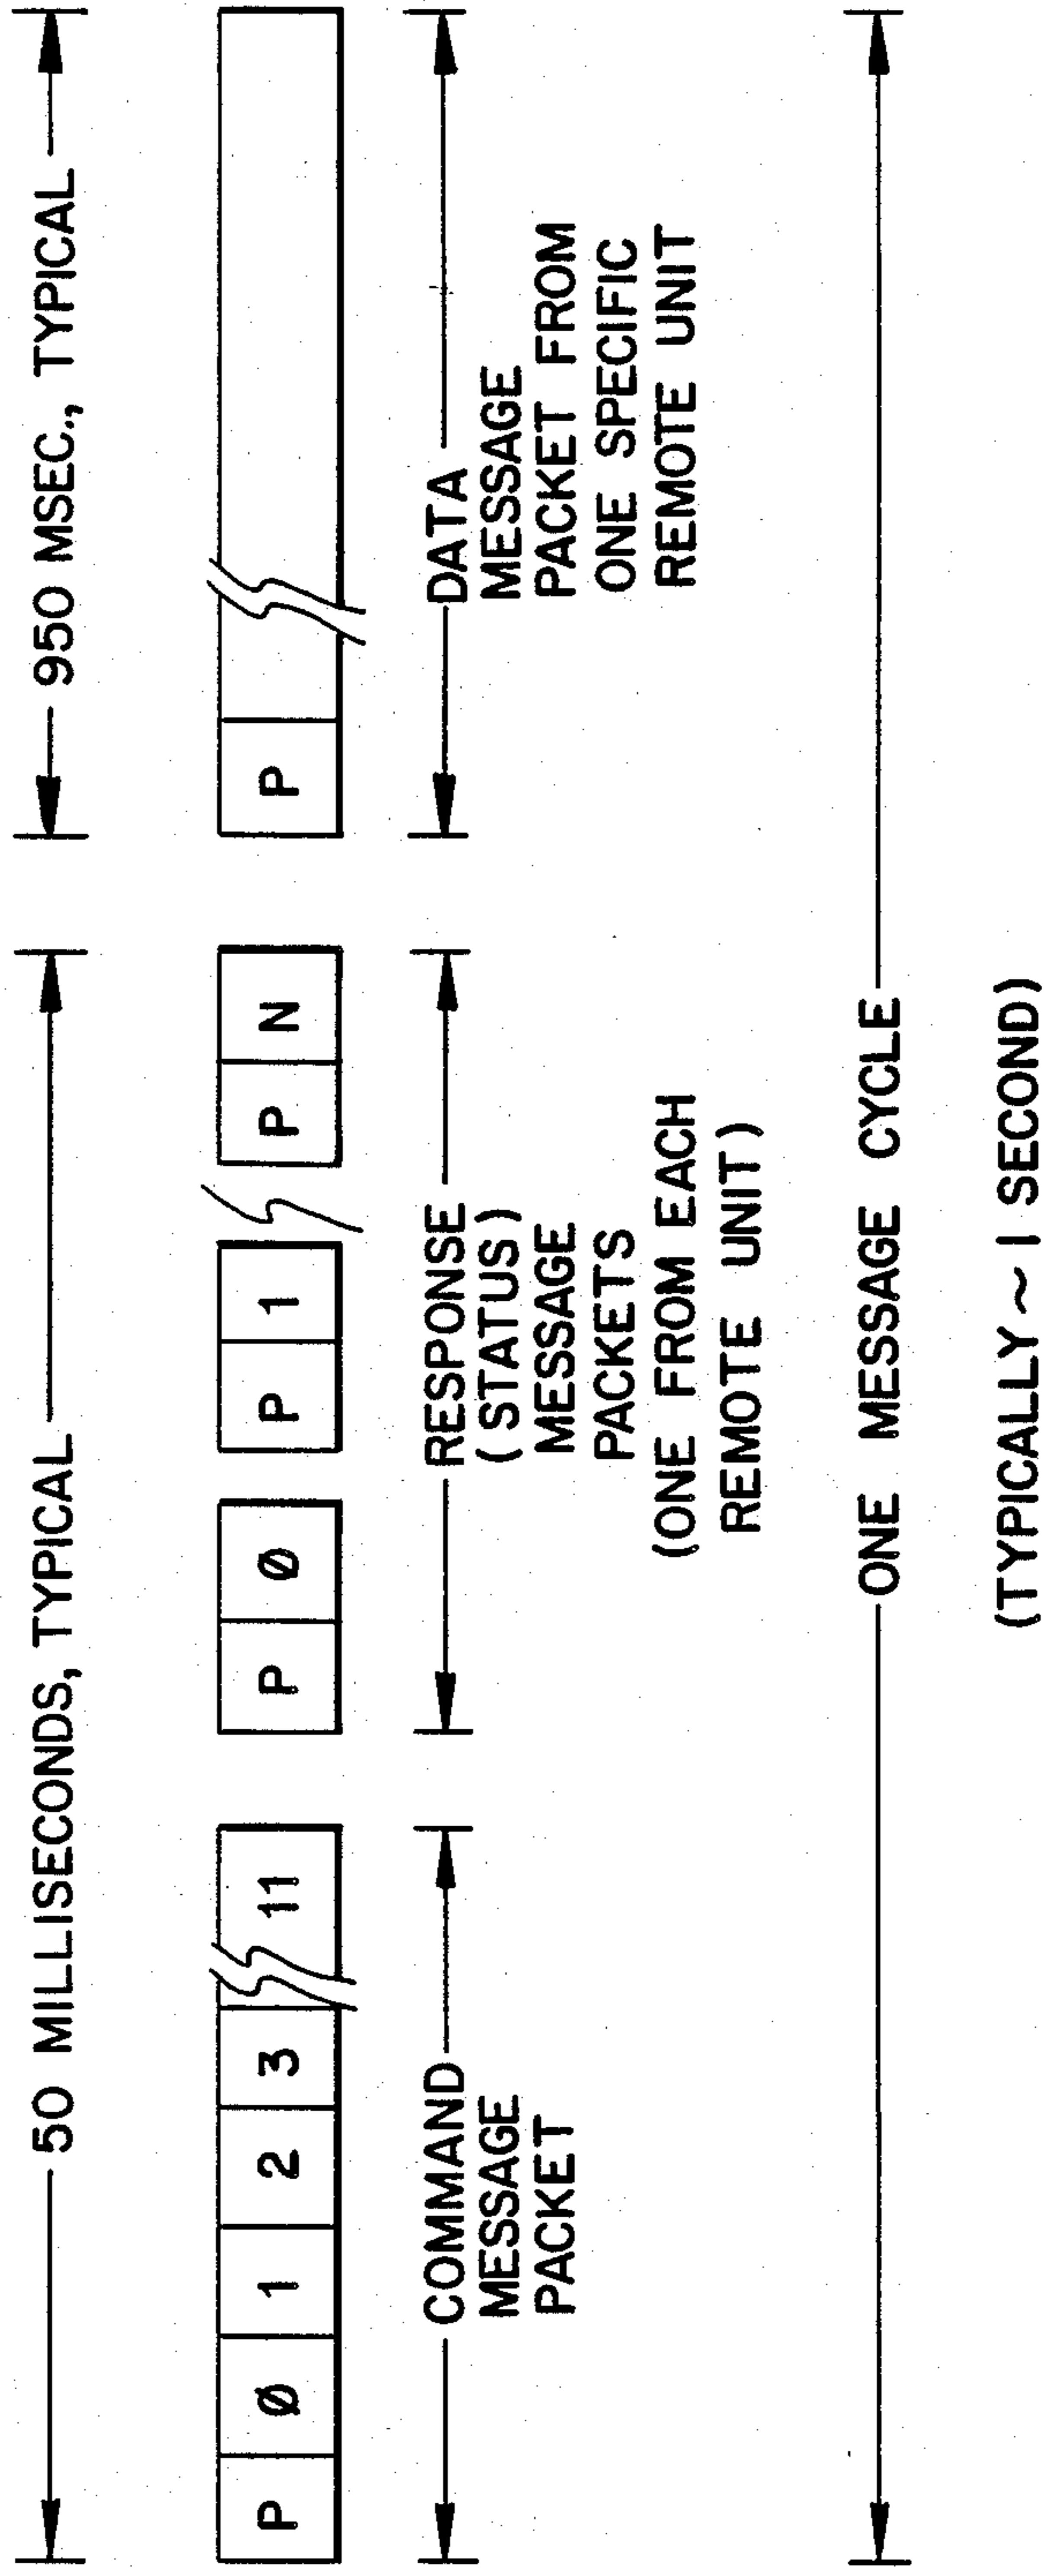 50 MILLISECONDS, TYPICAL
950 MSEC., TYPICAL
P Ø 1 2 3 11
P Ø
P 1
P N
P
COMMAND
MESSAGE
PACKET
RESPONSE
(STATUS)
MESSAGE
PACKETS
(ONE FROM EACH
REMOTE UNIT)
DATA
MESSAGE
PACKET FROM
ONE SPECIFIC
REMOTE UNIT
ONE MESSAGE CYCLE
(TYPICALLY ~ 1 SECOND)